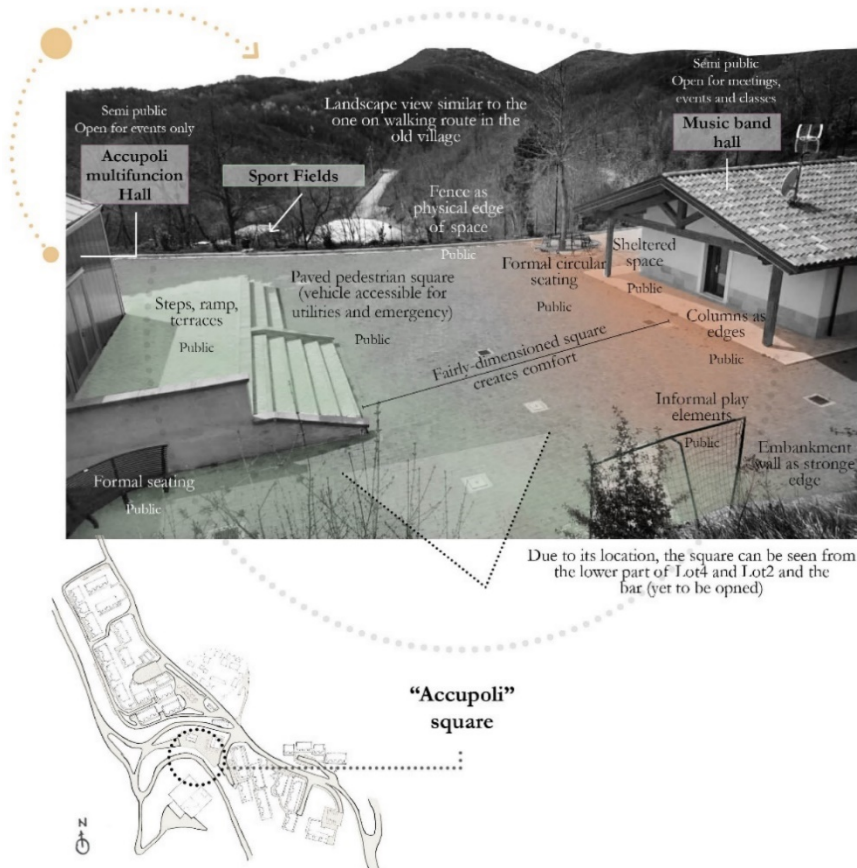 Semi public
Open for events only
Accupoli
multifuncion
Hall
Sport Fields
Landscape view similar to the
one on walking route in the
old village
Semi public
Open for meetings,
events and classes
Music band
hall
Fence as
physical edge
of space
Public
Sheltered
space
Public
Formal circular
seating
Public
Steps, ramp,
terraces
Public
Paved pedestrian square
(vehicle accessible for
utilities and emergency)
Public
Columns as
edges
Public
Fairly-dimensioned square
creates comfort
Informal play
elements
Public
Embankment
wall as stronge
edge
Formal seating
Public
Due to its location, the square can be seen from
the lower part of Lot4 and Lot2 and the
bar (yet to be opned)
“Accupoli”
square
N